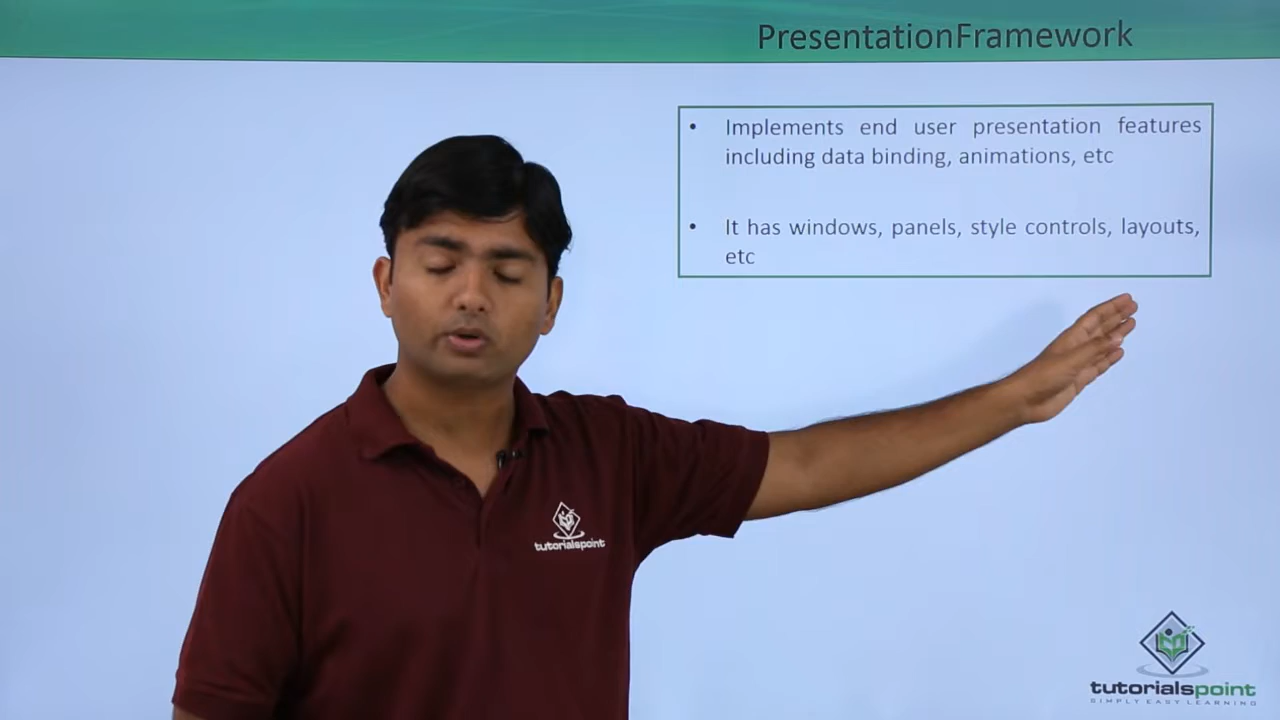 PresentationFramework
• Implements end user presentation features
including data binding, animations, etc
• It has windows, panels, style controls, layouts,
etc
tutorialspoint
tutorialspoint
SIMPLY EASY LEARNING